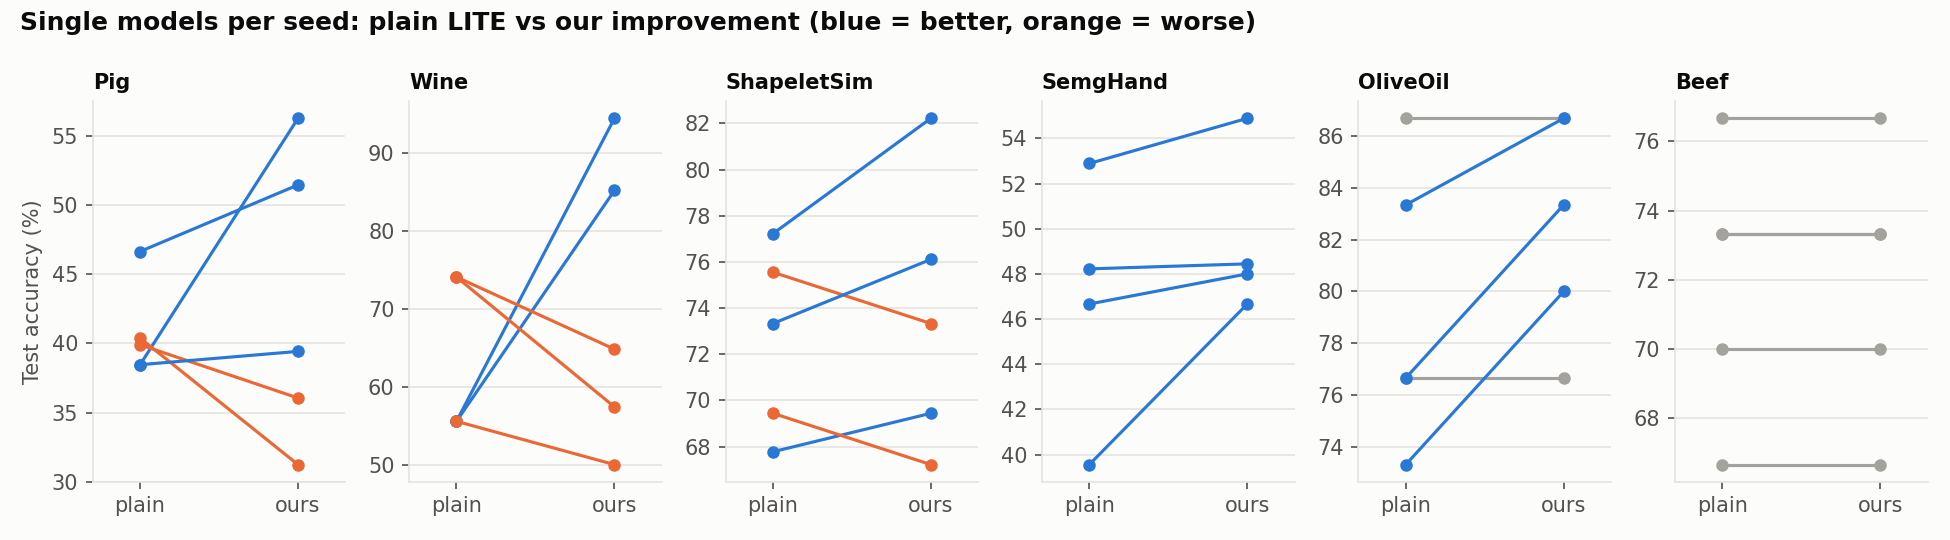 Single models per seed: plain LITE vs our improvement (blue = better, orange = worse)
Pig
Wine
ShapeletSim
SemgHand
OliveOil
Beef
Test accuracy (%)
55
50
45
40
35
30
plain
ours
90
80
70
60
50
plain
ours
82
80
78
76
74
72
70
68
plain
ours
54
52
50
48
46
44
42
40
plain
ours
86
84
82
80
78
76
74
plain
ours
76
74
72
70
68
plain
ours